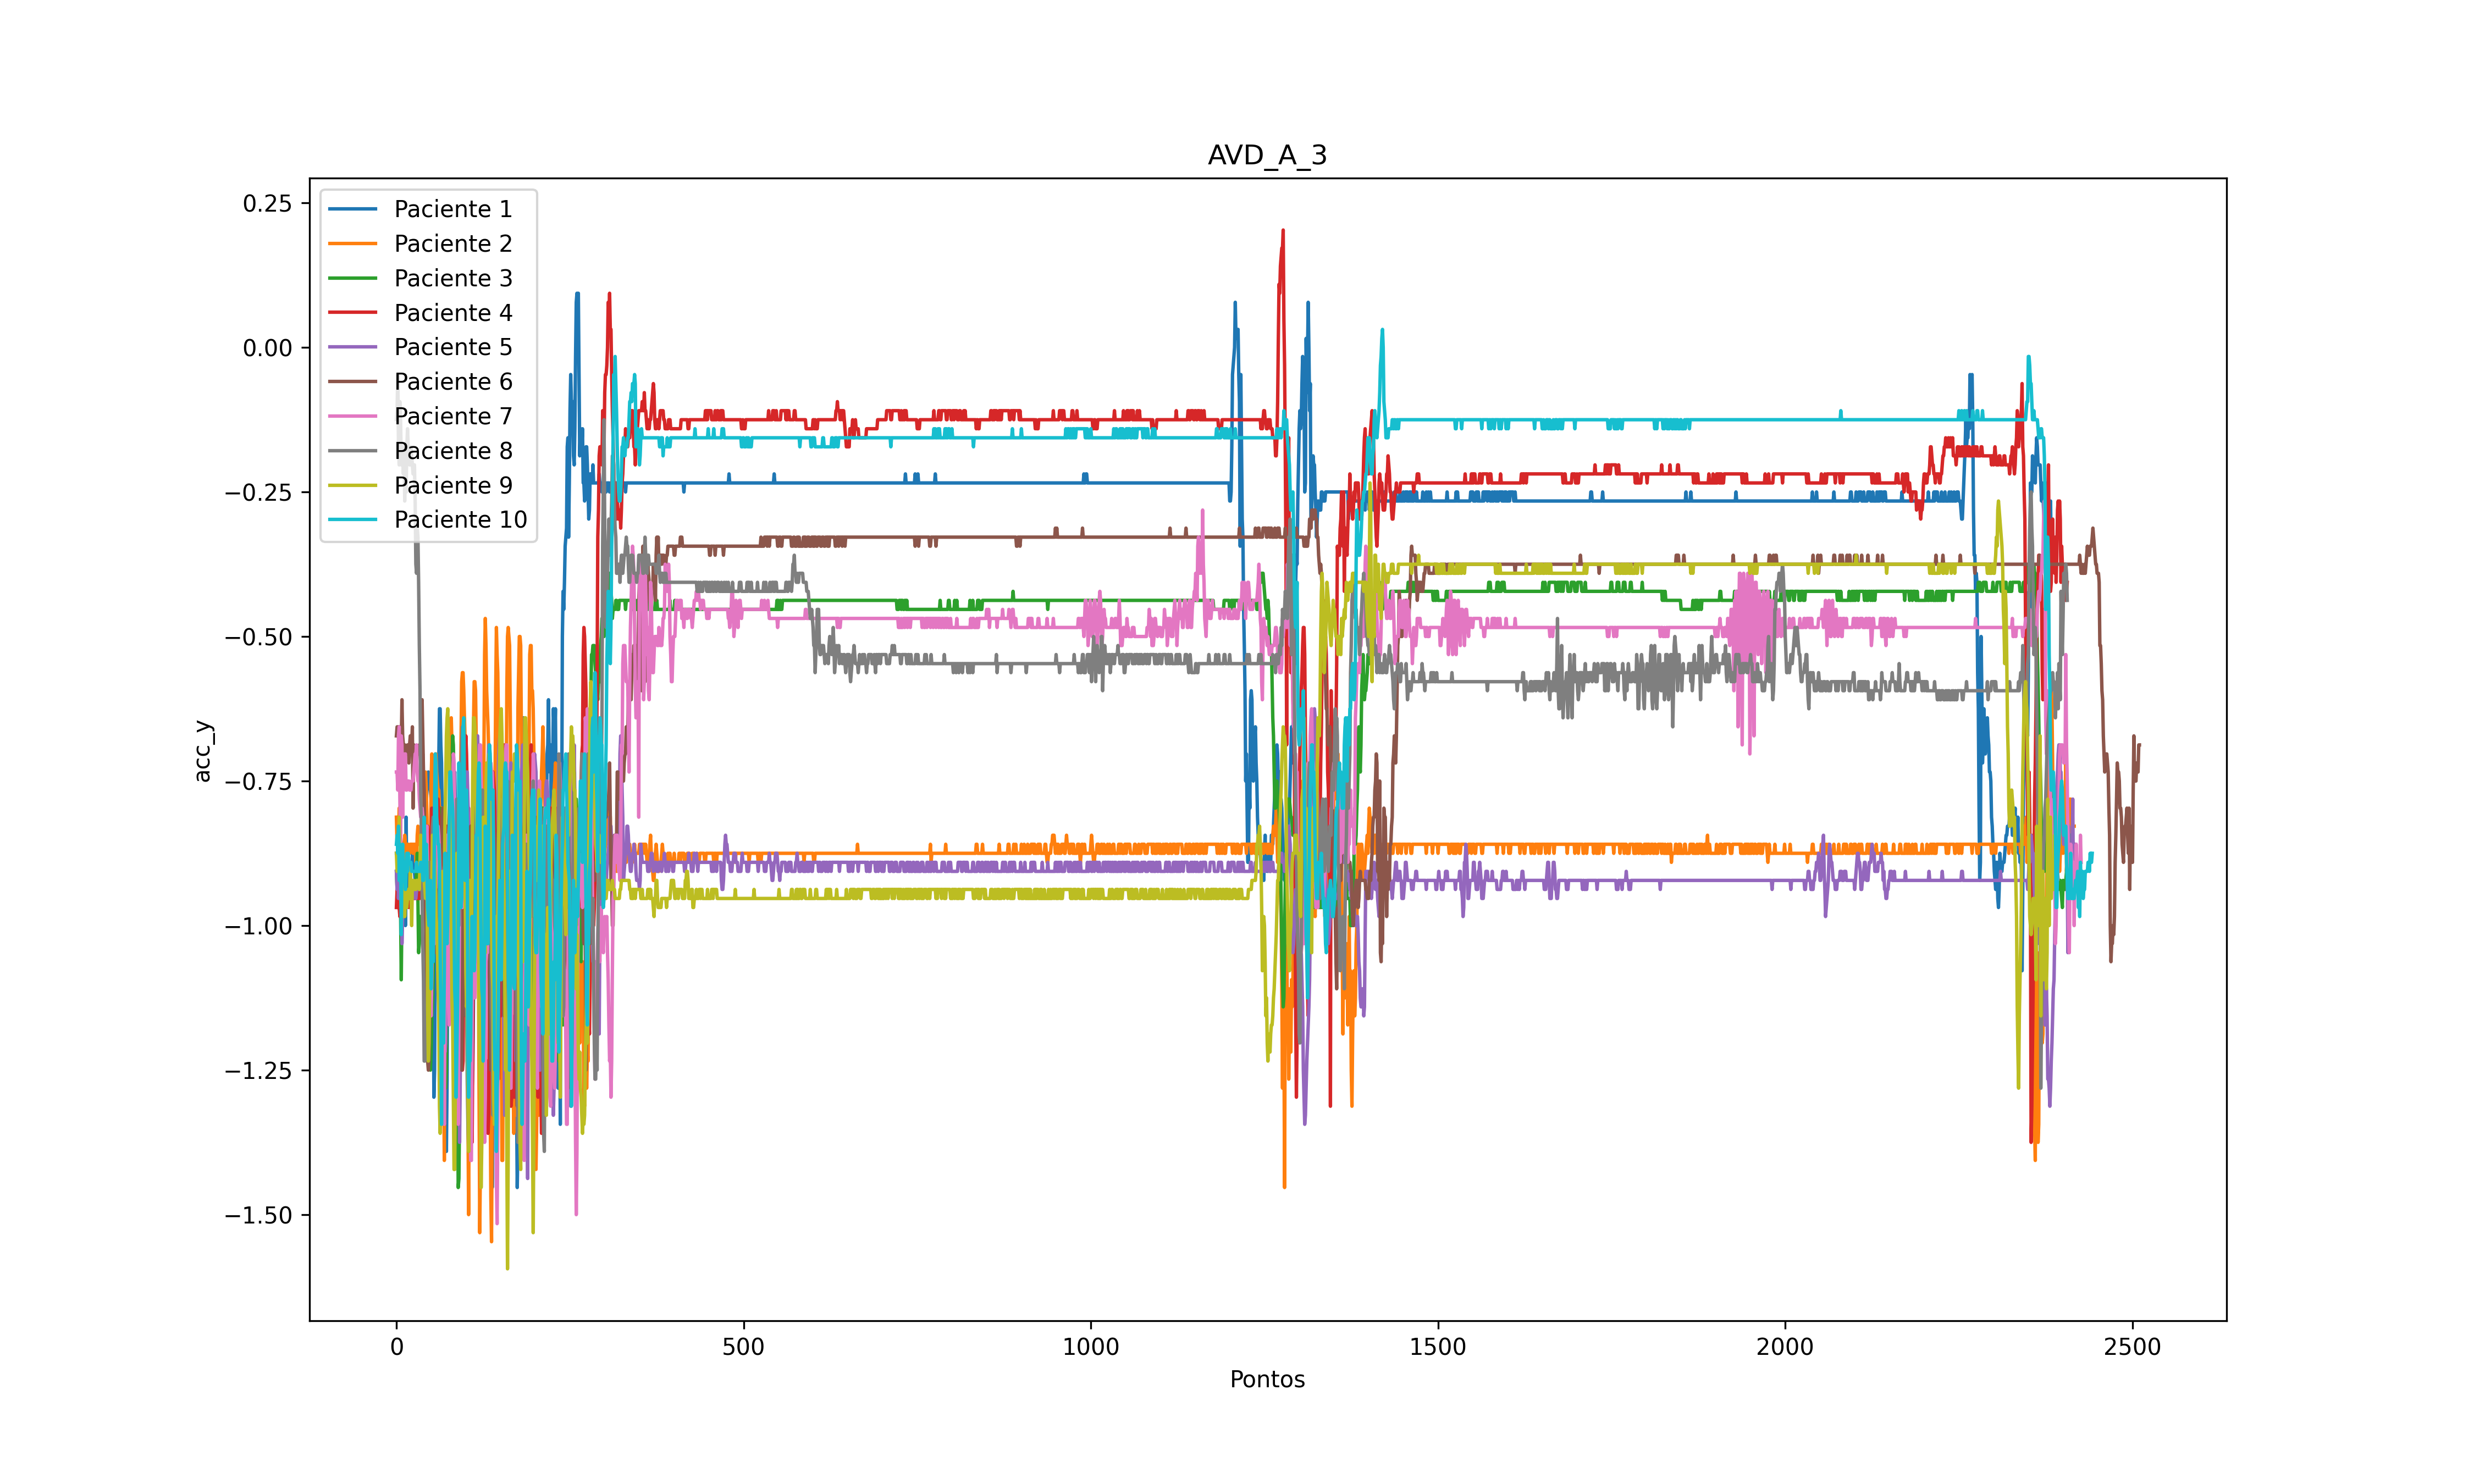 AVD_A_3
0.25
0.00
−0.25
−0.50
−0.75
−1.00
−1.25
−1.50
acc_y
Paciente 1
Paciente 2
Paciente 3
Paciente 4
Paciente 5
Paciente 6
Paciente 7
Paciente 8
Paciente 9
Paciente 10
0 500 1000 1500 2000 2500
Pontos